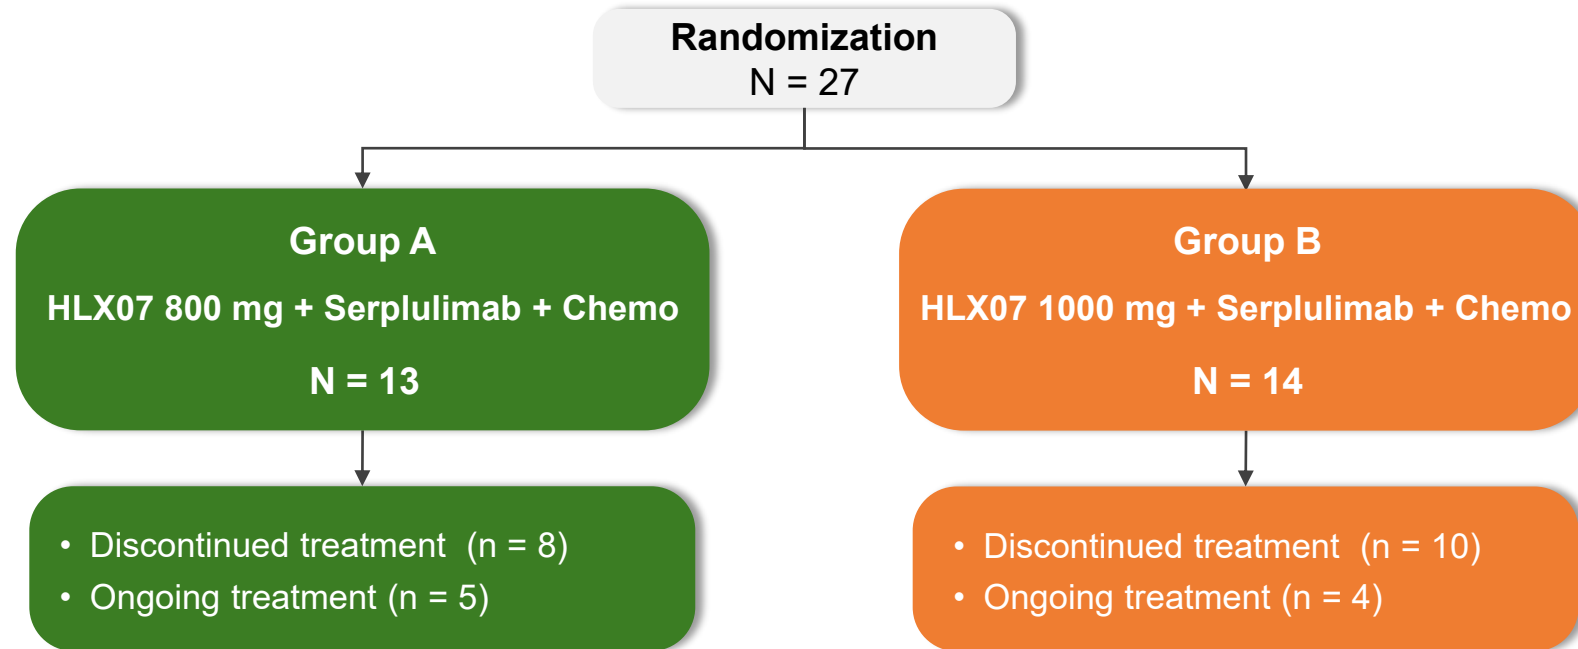 Randomization
N = 27
Group A
HLX07 800 mg + Serplulimab + Chemo
N = 13
Group B
HLX07 1000 mg + Serplulimab + Chemo
N = 14
• Discontinued treatment (n = 8)
• Ongoing treatment (n = 5)
• Discontinued treatment (n = 10)
• Ongoing treatment (n = 4)